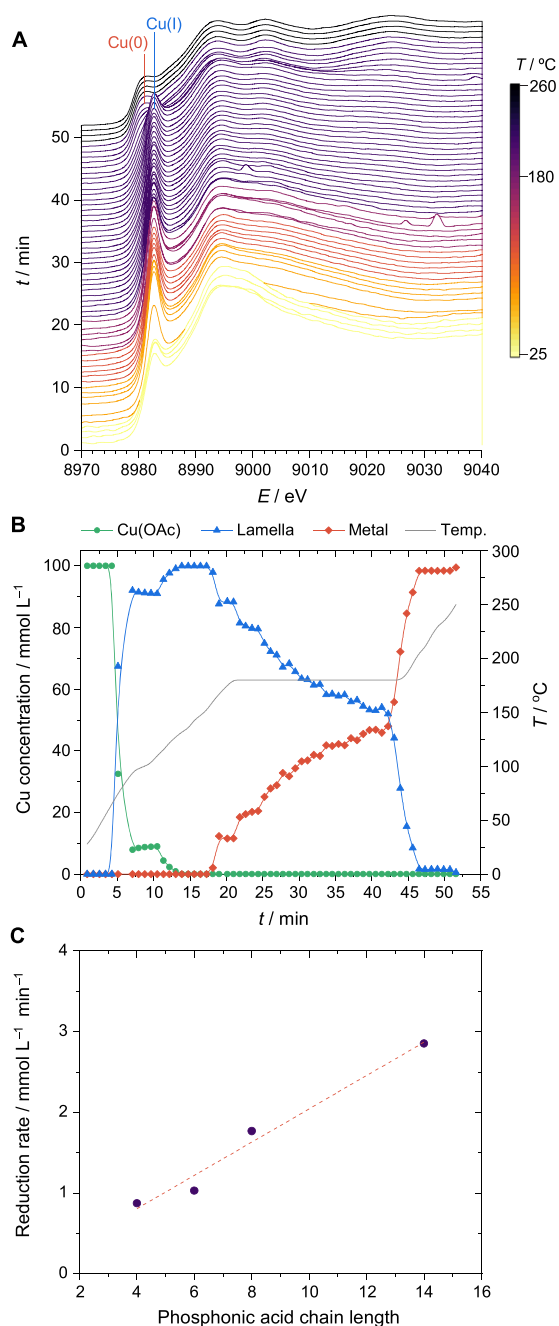 A
Cu(I)
Cu(0)
T / ºC
260
180
25
t / min
50
40
30
20
10
0
8970 8980 8990 9000 9010 9020 9030 9040
E / eV
B
Cu(OAc) Lamella Metal Temp.
Cu concentration / mmol L⁻¹
100
80
60
40
20
0
300
250
200
150
100
50
0
T / ºC
0 5 10 15 20 25 30 35 40 45 50 55
t / min
C
Reduction rate / mmol L⁻¹ min⁻¹
4
3
2
1
0
2 4 6 8 10 12 14 16
Phosphonic acid chain length